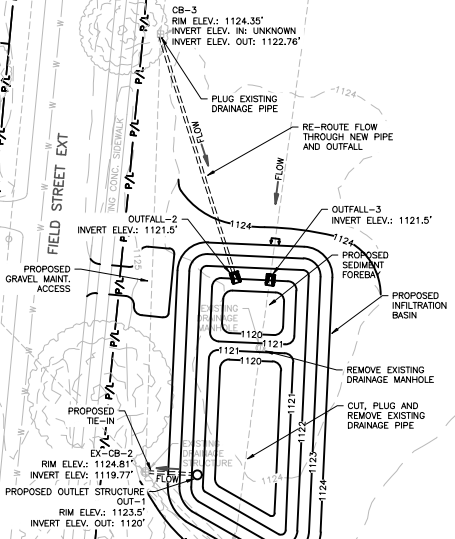 CB-3
RIM ELEV.: 1124.35'
INVERT ELEV. IN: UNKNOWN
INVERT ELEV. OUT: 1122.76'
P/L
P/L
P/L
P/L
1124
PLUG EXISTING
DRAINAGE PIPE
RE-ROUTE FLOW
THROUGH NEW PIPE
AND OUTFALL
FLOW
FLOW
FIELD STREET EXT
ING CONC. SIDEWALK
W
P/L
OUTFALL-2
INVERT ELEV.: 1121.5'
OUTFALL-3
INVERT ELEV.: 1121.5'
1124
1124
1125
PROPOSED
SEDIMENT
FOREBAY
PROPOSED
GRAVEL MAINT.
ACCESS
PROPOSED
INFILTRATION
BASIN
EXISTING
DRAINAGE
MANHOLE
1120
1121
1121
1120
REMOVE EXISTING
DRAINAGE MANHOLE
P/L
P/L
1121
1122
1123
1124
CUT, PLUG AND
REMOVE EXISTING
DRAINAGE PIPE
PROPOSED
TIE-IN
EXISTING
DRAINAGE
STRUCTURE
EX-CB-2
RIM ELEV.: 1124.81'
INVERT ELEV: 1119.77'
FLOW
1124
PROPOSED OUTLET STRUCTURE
OUT-1
RIM ELEV.: 1123.5'
INVERT ELEV. OUT: 1120'